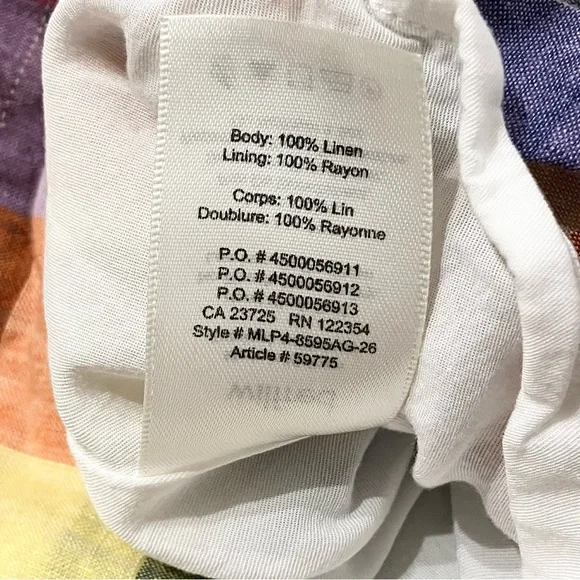 Body: 100% Linen
Lining: 100% Rayon
Corps: 100% Lin
Doublure: 100% Rayonne
P.O. # 4500056911
P.O. # 4500056912
P.O. # 4500056913
CA 23725 RN 122354
Style # MLP4-8595AG-26
Article # 59775